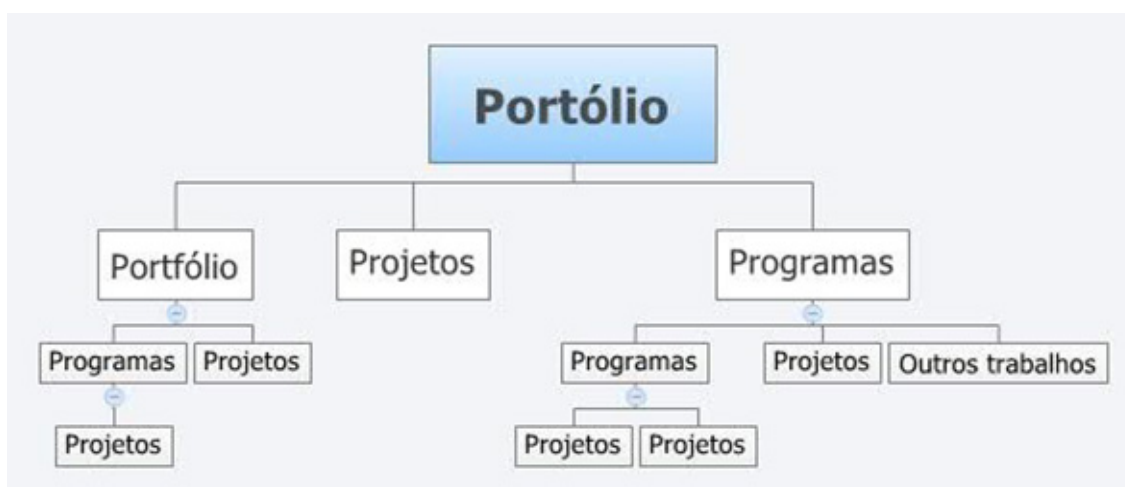 Portólio
Portfólio
Projetos
Programas
Programas
Projetos
Programas
Projetos
Outros trabalhos
Projetos
Projetos
Projetos